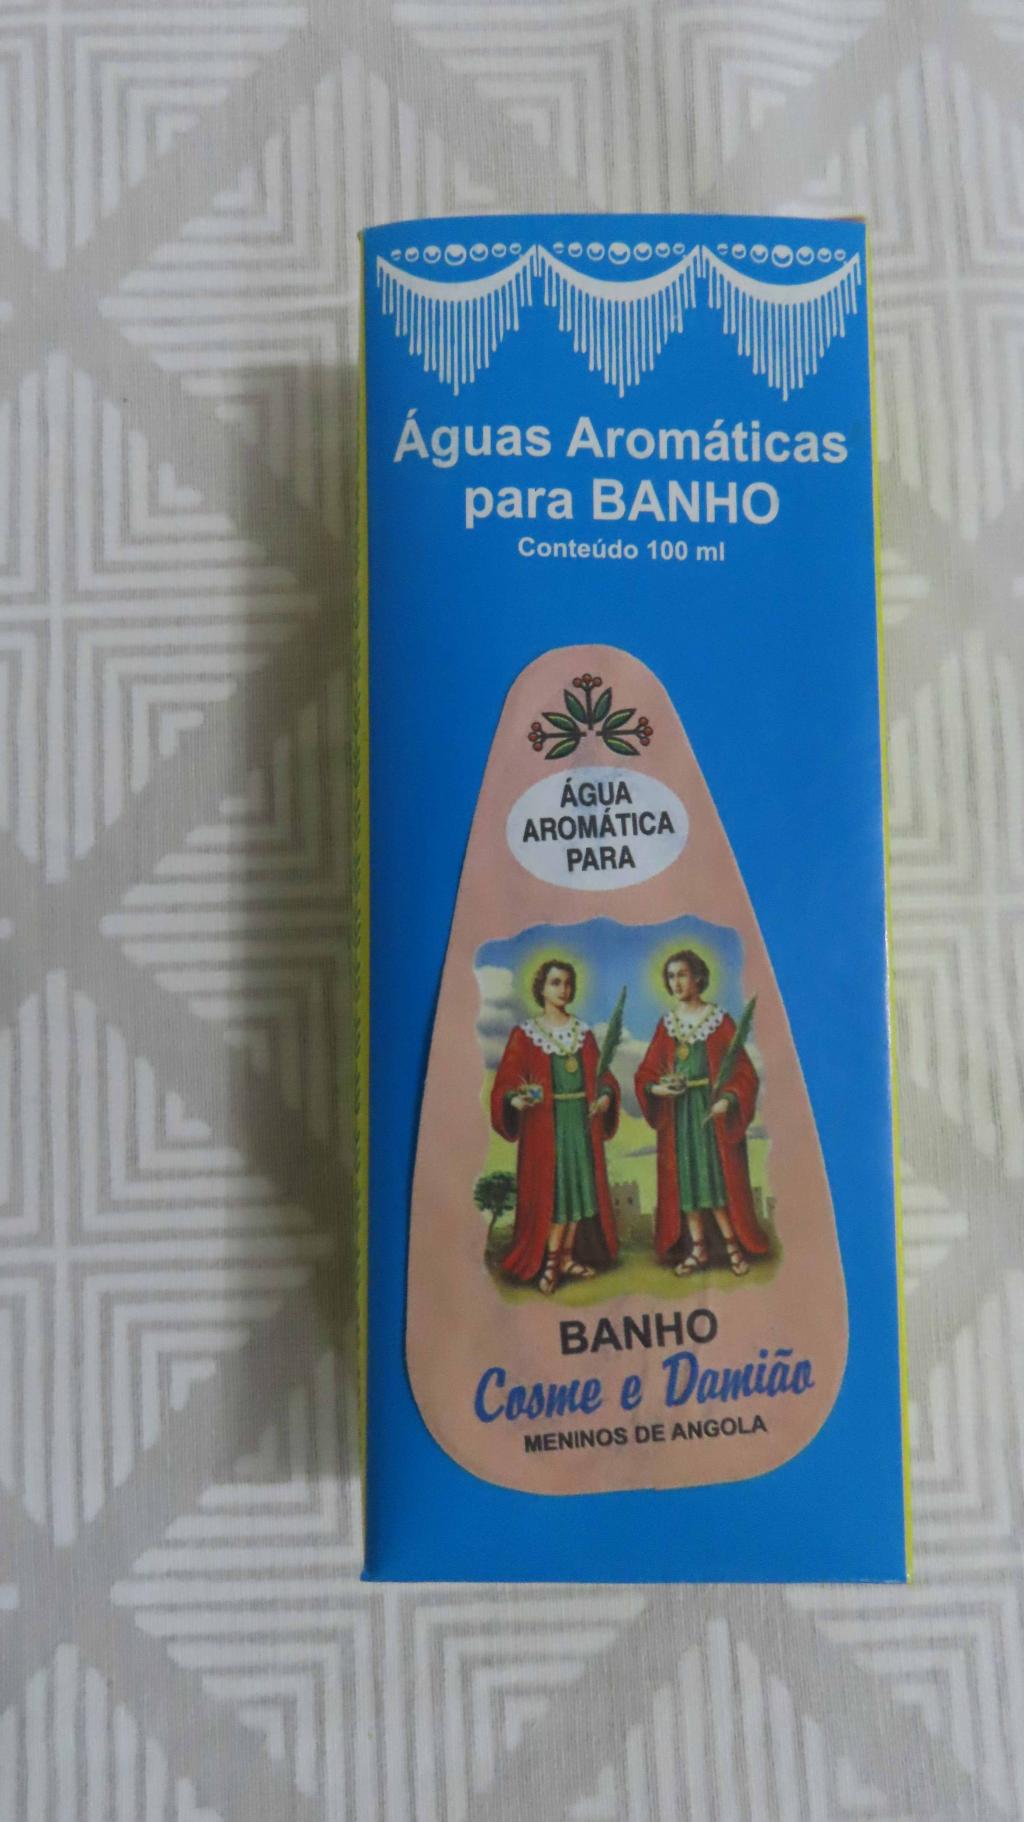 Águas Aromáticas
para BANHO
Conteúdo 100 ml
ÁGUA
AROMÁTICA
PARA
BANHO
Cosme e Damião
MENINOS DE ANGOLA